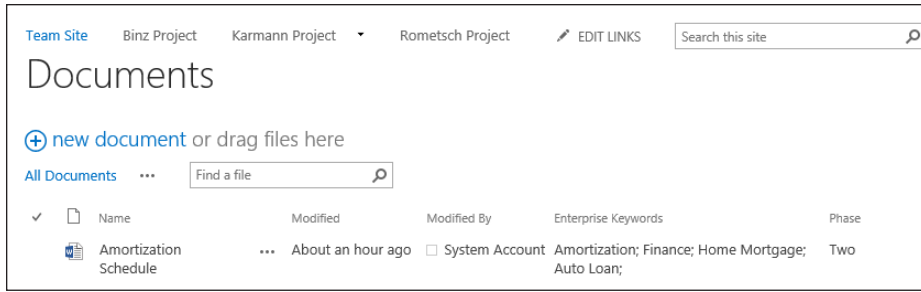 Team Site Binz Project Karmann Project Rometsch Project EDIT LINKS Search this site
Documents
new document or drag files here
All Documents ••• Find a file
Name Modified Modified By Enterprise Keywords Phase
Amortization ••• About an hour ago System Account Amortization; Finance; Home Mortgage; Two
Schedule Auto Loan;